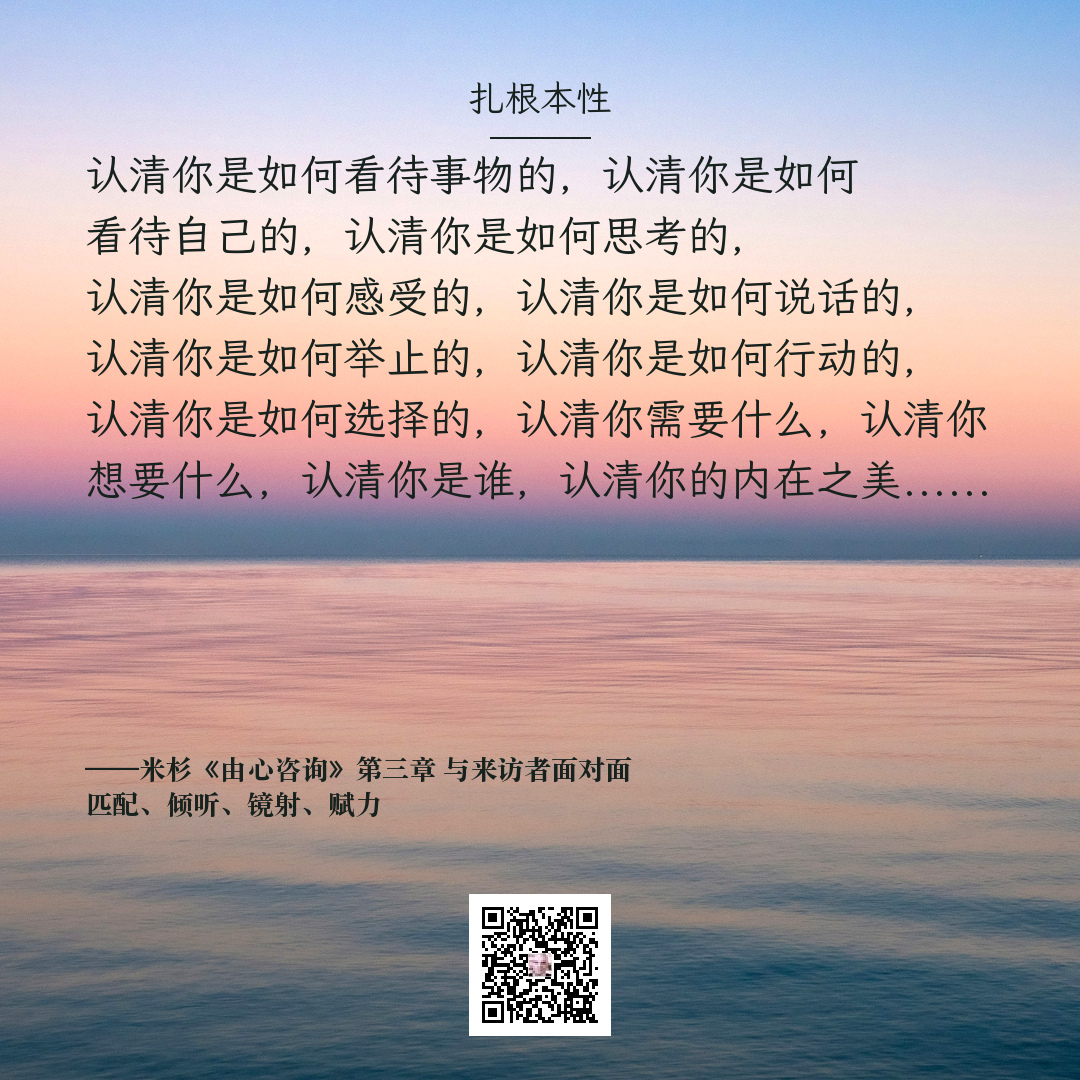 扎根本性
认清你是如何看待事物的，认清你是如何
看待自己的，认清你是如何思考的，
认清你是如何感受的，认清你是如何说话的，
认清你是如何举止的，认清你是如何行动的，
认清你是如何选择的，认清你需要什么，认清你
想要什么，认清你是谁，认清你的内在之美……
——米杉《由心咨询》第三章 与来访者面对面
匹配、倾听、镜射、赋力